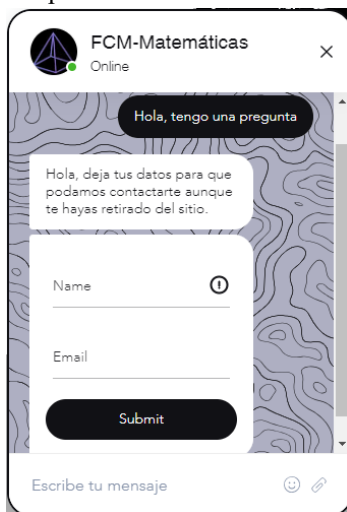 FCM-Matemáticas
Online
Hola, tengo una pregunta
Hola, deja tus datos para que
podamos contactarte aunque
te hayas retirado del sitio.
Name
Email
Submit
Escribe tu mensaje